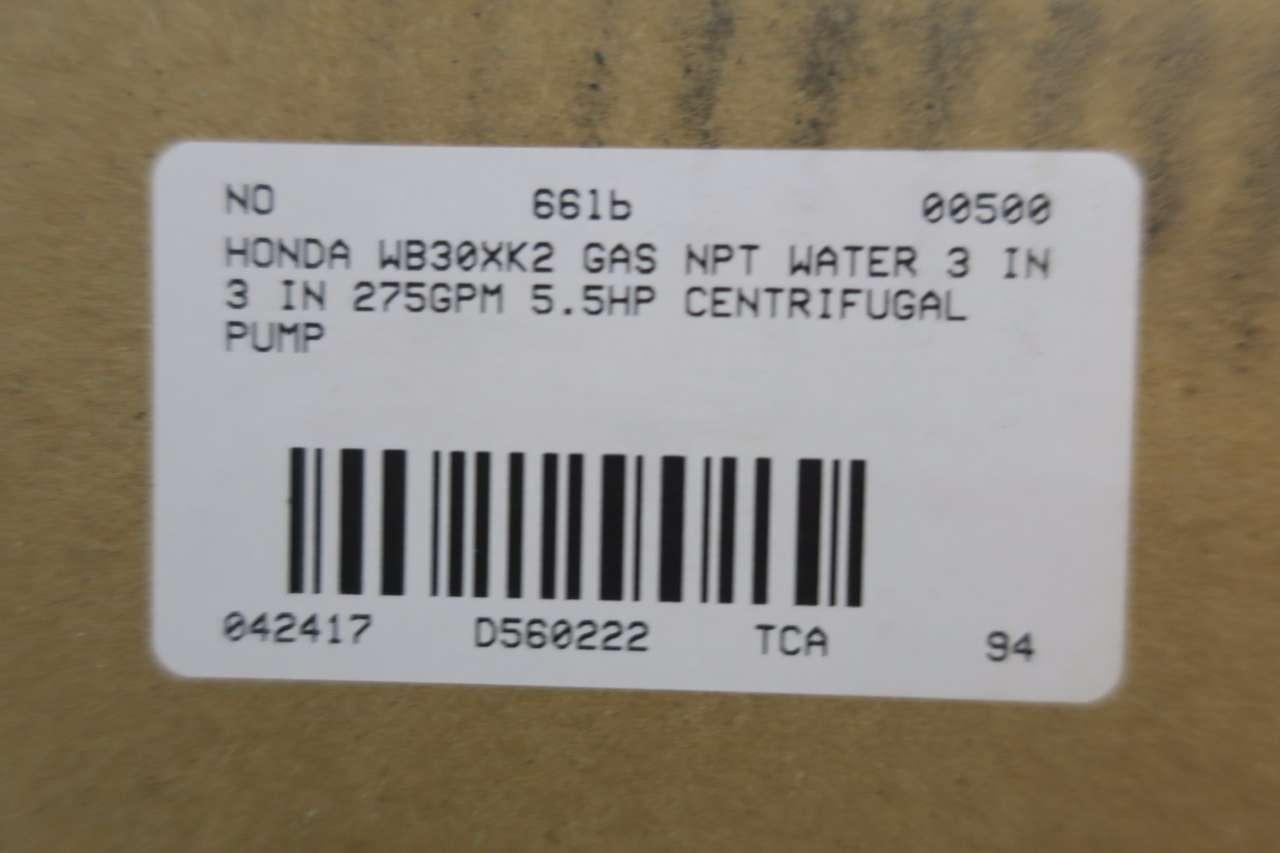 NO 66lb 00500
HONDA WB30XK2 GAS NPT WATER 3 IN
3 IN 275GPM 5.5HP CENTRIFUGAL
PUMP
042417 D560222 TCA 94